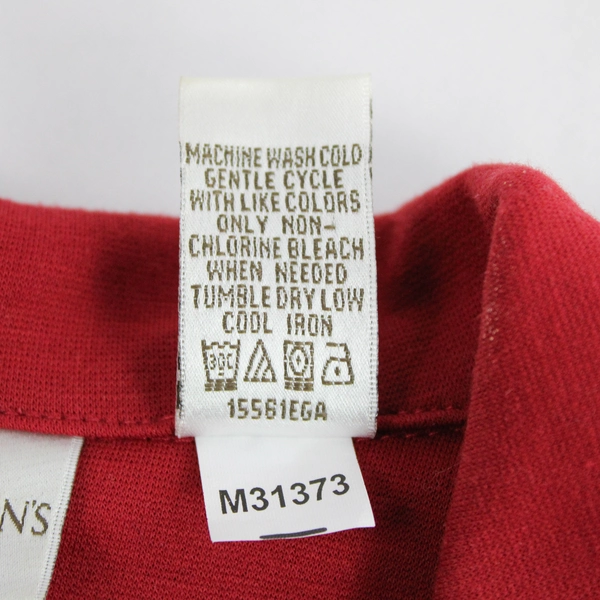 MACHINE WASH COLD
GENTLE CYCLE
WITH LIKE COLORS
ONLY NON-
CHLORINE BLEACH
WHEN NEEDED
TUMBLE DRY LOW
COOL IRON
30C
15561EGA
M31373
N'S